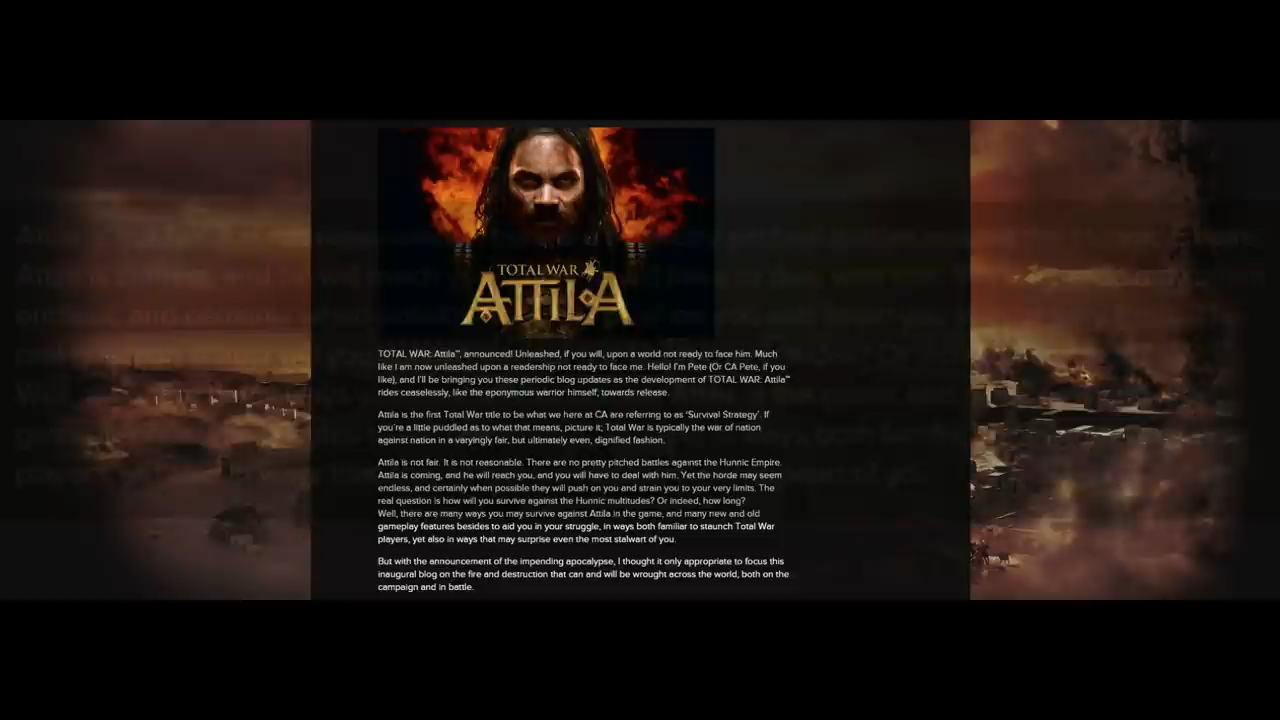 TOTAL WAR
ATTILA
TOTAL WAR: Attila™, announced! Unleashed, if you will, upon a world not ready to face him. Much
like I am now unleashed upon a readership not ready to face me. Hello! I'm Pete (Or CA Pete, if you
like), and I'll be bringing you these periodic blog updates as the development of TOTAL WAR: Attila™
rides ceaselessly, like the eponymous warrior himself, towards release.
Attila is the first Total War title to be what we here at CA are referring to as 'Survival Strategy'. If
you're a little puddled as to what that means, picture it; Total War is typically the war of nation
against nation in a varyingly fair, but ultimately even, dignified fashion.
Attila is not fair. It is not reasonable. There are no pretty pitched battles against the Hunnic Empire.
Attila is coming, and he will reach you, and you will have to deal with him. Yet the horde may seem
endless, and certainly when possible they will push on you and strain you to your very limits. The
real question is how will you survive against the Hunnic multitudes? Or indeed, how long?
Well, there are many ways you may survive against Attila in the game, and many new and old
gameplay features besides to aid you in your struggle, in ways both familiar to staunch Total War
players, yet also in ways that may surprise even the most stalwart of you.
But with the announcement of the impending apocalypse, I thought it only appropriate to focus this
inaugural blog on the fire and destruction that can and will be wrought across the world, both on the
campaign and in battle.